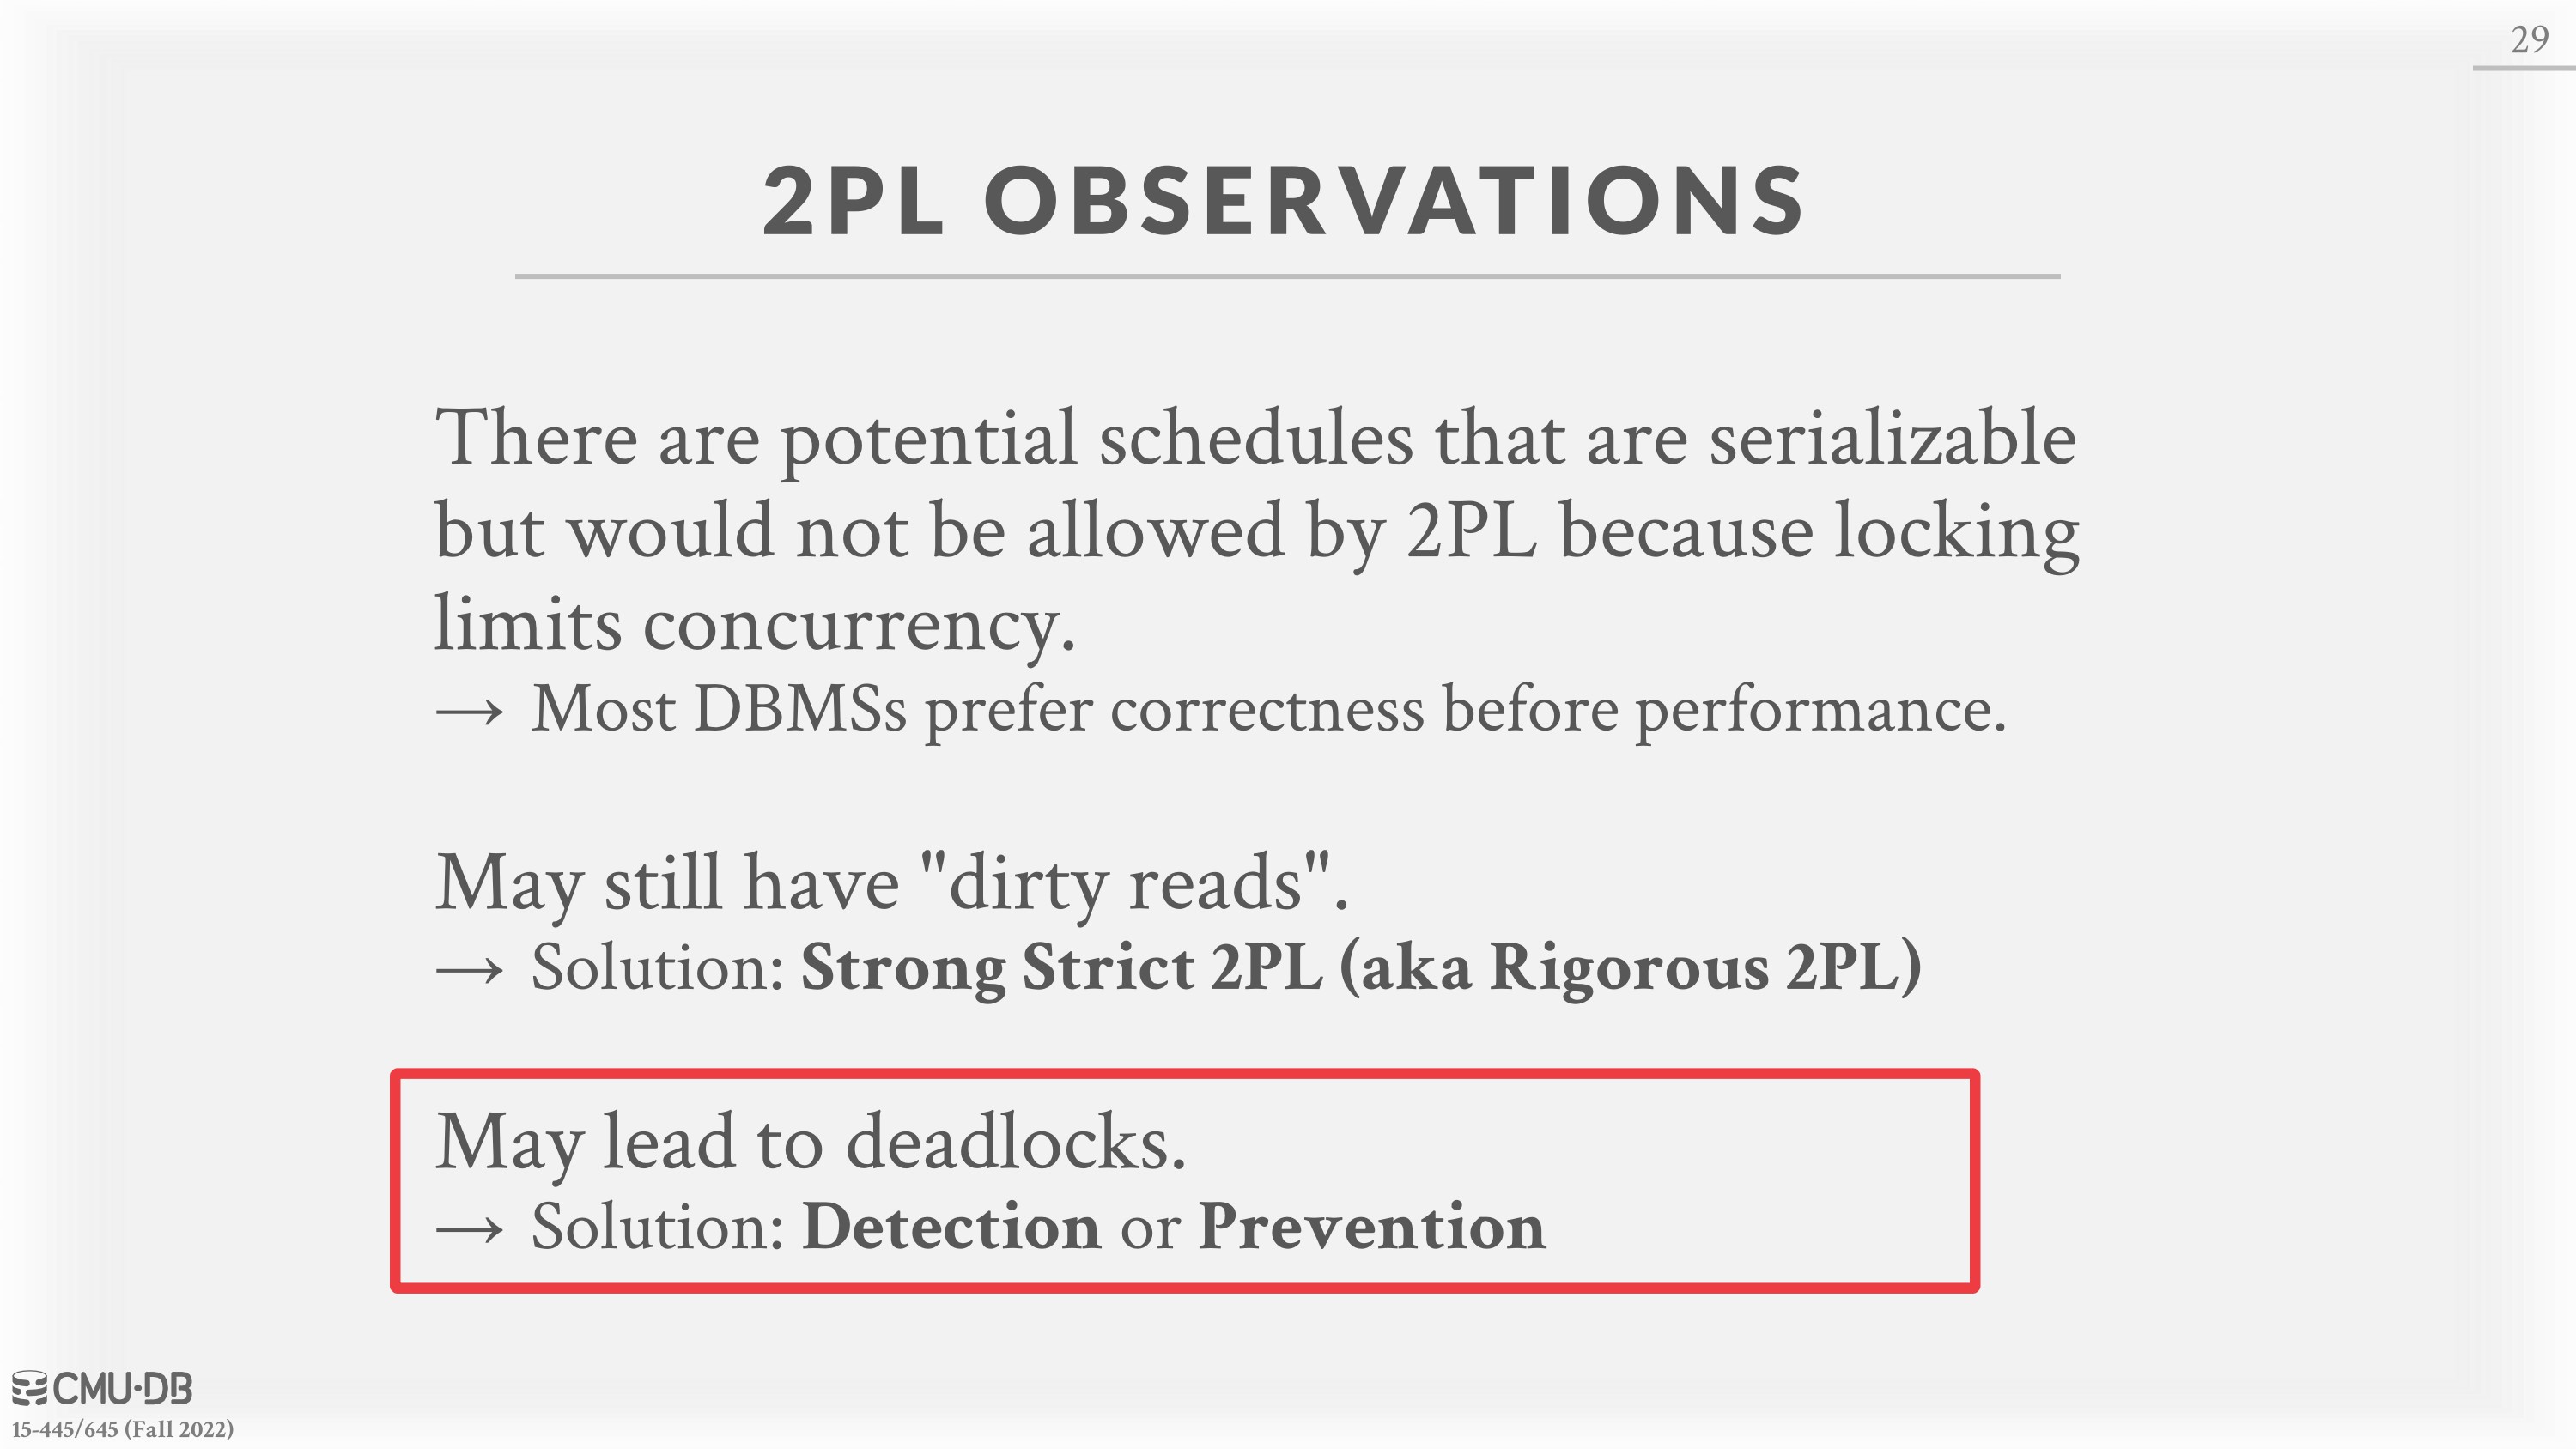 29
2PL OBSERVATIONS
There are potential schedules that are serializable
but would not be allowed by 2PL because locking
limits concurrency.
→ Most DBMSs prefer correctness before performance.
May still have "dirty reads".
→ Solution: Strong Strict 2PL (aka Rigorous 2PL)
May lead to deadlocks.
→ Solution: Detection or Prevention
CMU·DB
15-445/645 (Fall 2022)